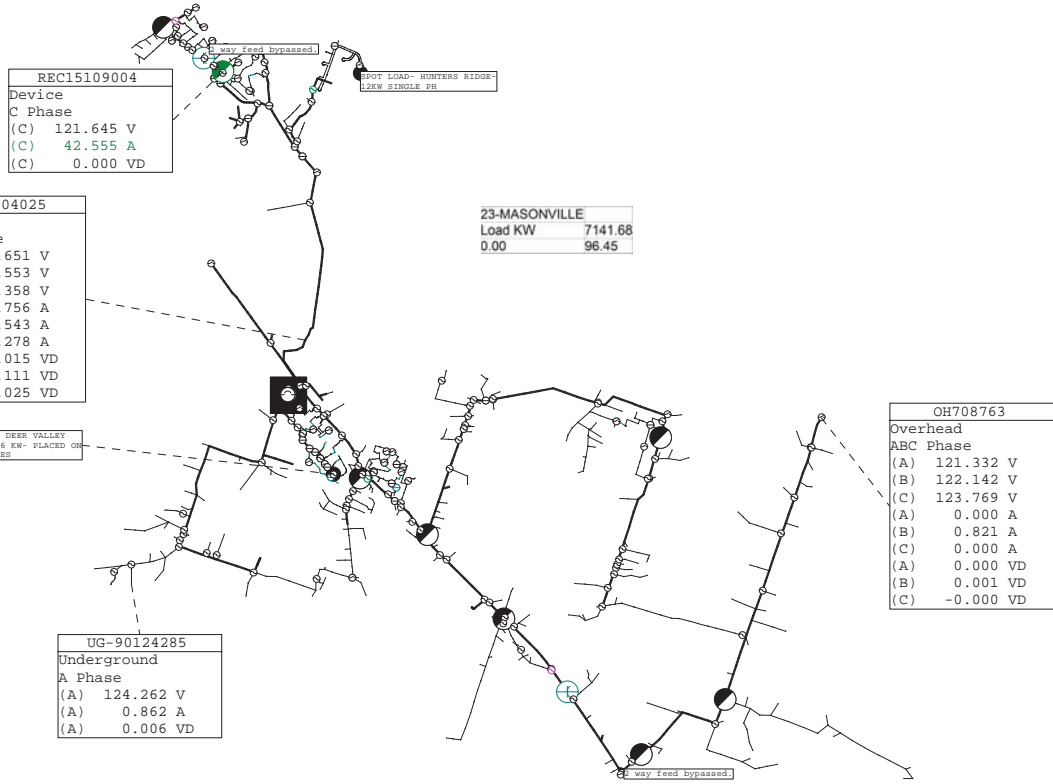 2 way feed bypassed.
SPOT LOAD- HUNTERS RIDGE-
12KW SINGLE PH
REC15109004
Device
C Phase
(C) 121.645 V
(C) 42.555 A
(C) 0.000 VD
04025
e
.651 V
.553 V
.358 V
.756 A
.543 A
.278 A
.015 VD
.111 VD
.025 VD
23-MASONVILLE
Load KW 7141.68
0.00 96.45
DEER VALLEY
6 KW- PLACED ON
ES
OH708763
Overhead
ABC Phase
(A) 121.332 V
(B) 122.142 V
(C) 123.769 V
(A) 0.000 A
(B) 0.821 A
(C) 0.000 A
(A) 0.000 VD
(B) 0.001 VD
(C) -0.000 VD
UG-90124285
Underground
A Phase
(A) 124.262 V
(A) 0.862 A
(A) 0.006 VD
2 way feed bypassed.